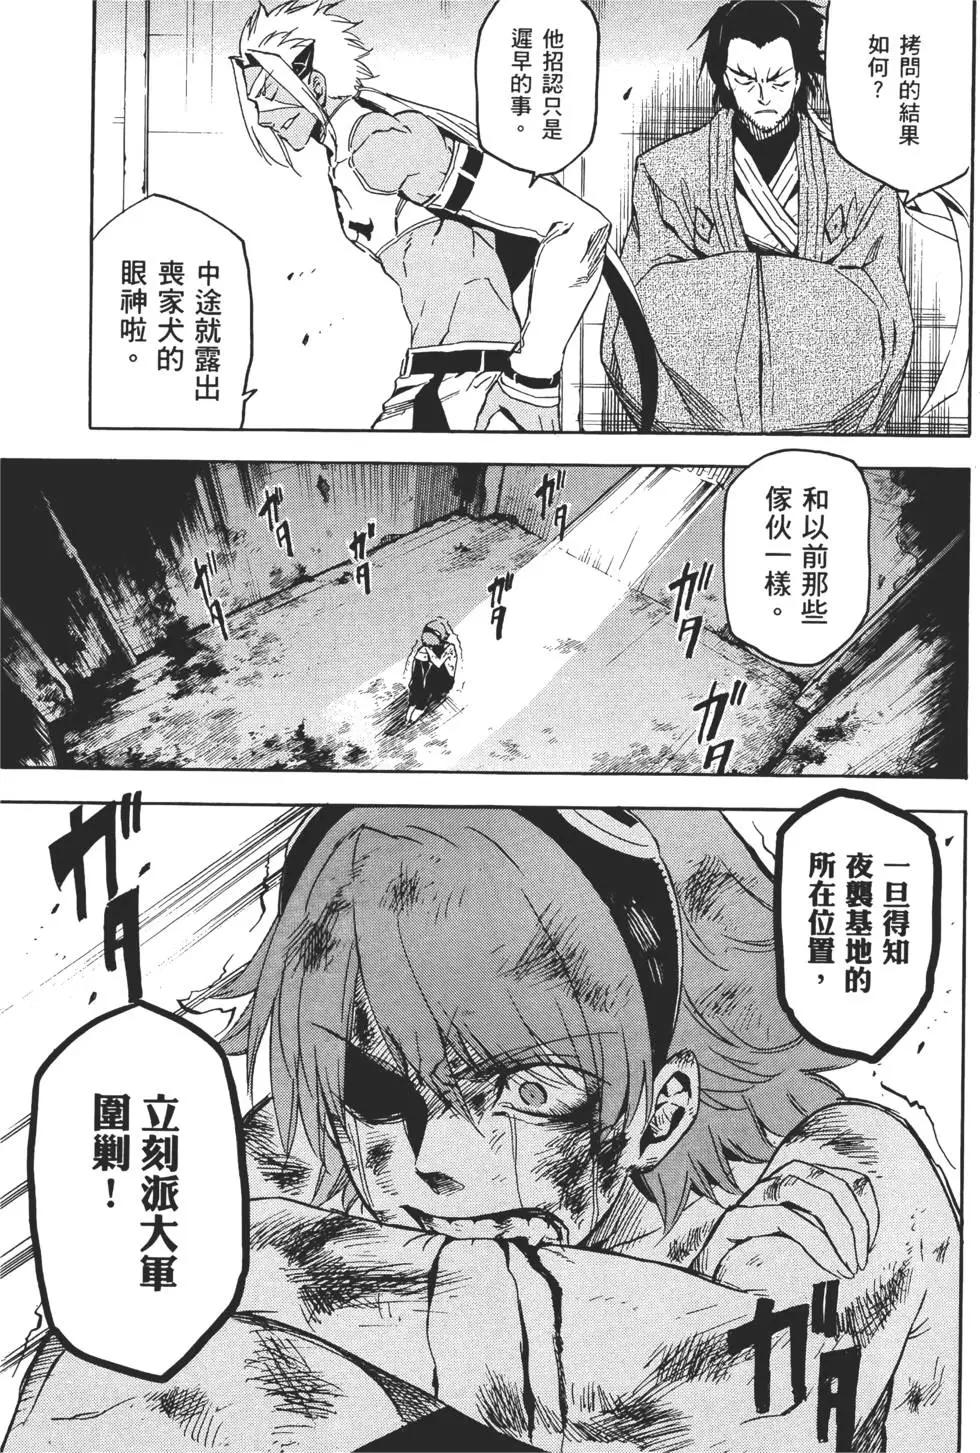 拷問的結果
如何？
他招認只是
遲早的事。
中途就露出
喪家犬的
眼神啦。
和以前那些
傢伙一樣。
ガタ
ガタ
ガタ
ガタ
ガタ
ガタ
一旦得知
夜襲基地的
所在位置，
ガタ
立刻派大軍
圍剿！
ガタ